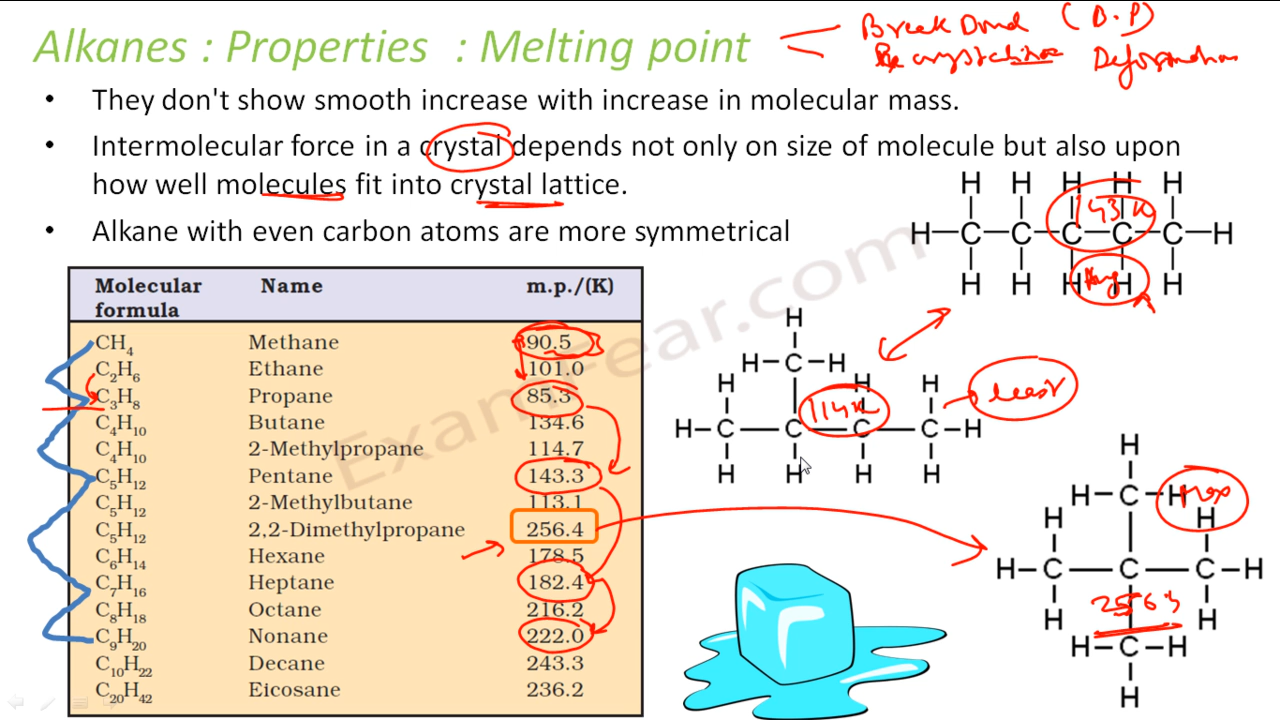 Alkanes : Properties : Melting point
Break Bond (B.P)
crystalline Deformation
• They don't show smooth increase with increase in molecular mass.
• Intermolecular force in a crystal depends not only on size of molecule but also upon
how well molecules fit into crystal lattice.
• Alkane with even carbon atoms are more symmetrical
Molecular formula Name m.p./(K)
CH4 Methane 90.5
C2H6 Ethane 101.0
C3H8 Propane 85.3
C4H10 Butane 134.6
C4H10 2-Methylpropane 114.7
C5H12 Pentane 143.3
C5H12 2-Methylbutane 113.1
C5H12 2,2-Dimethylpropane 256.4
C6H14 Hexane 178.5
C7H16 Heptane 182.4
C8H18 Octane 216.2
C9H20 Nonane 222.0
C10H22 Decane 243.3
C20H42 Eicosane 236.2
H H H H H
H C C C C C H
H H H H H
143K
H
H C H
H H H
H C C C C H
H H H H
114K
least
H
H C H
H H
H C C C H
H H
H C H
H
Max
256
ExamFear.com